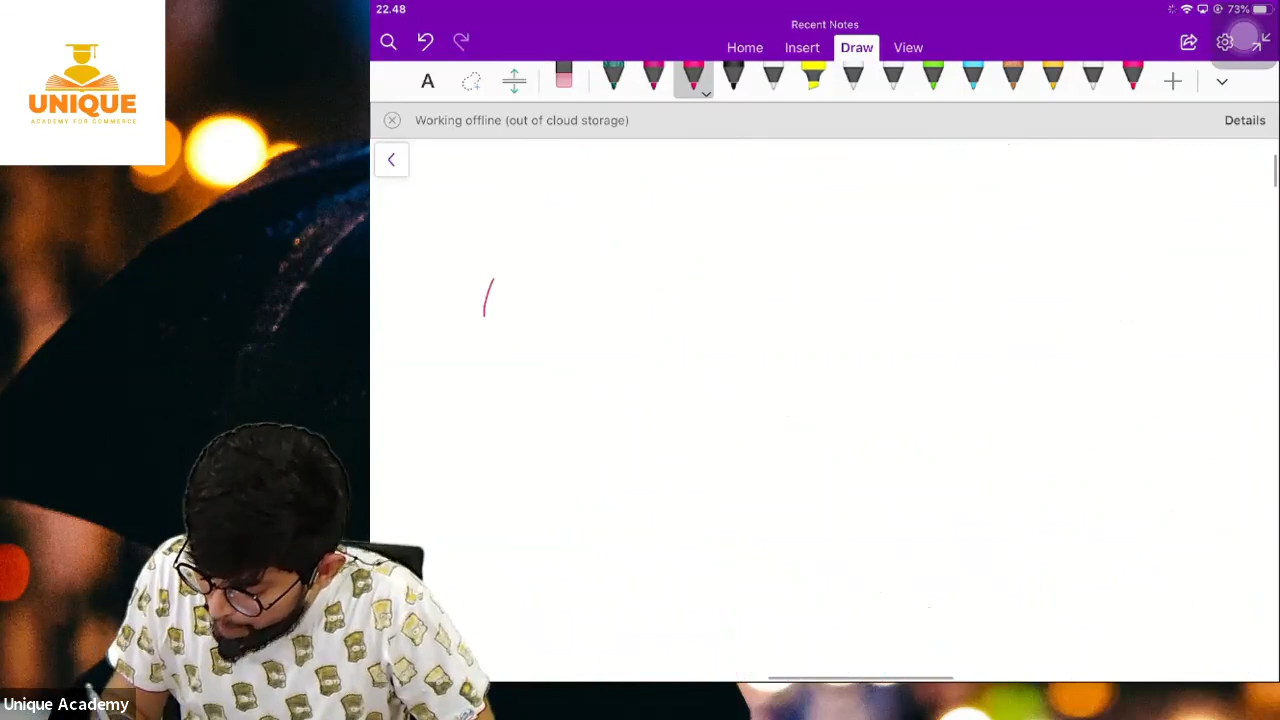 22.48
73%
Recent Notes
Home Insert Draw View
A
Working offline (out of cloud storage)
Details
UNIQUE
ACADEMY FOR COMMERCE
Unique Academy